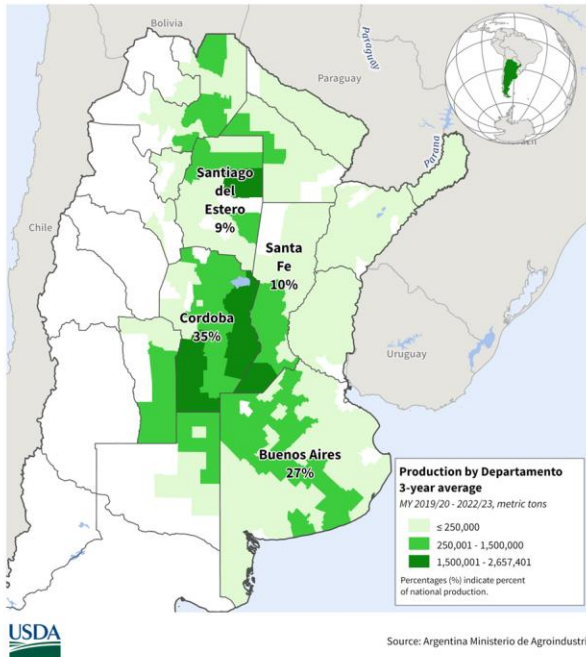 Bolivia
Paraguay
Paraguay
Parana
Chile
Santiago
del
Estero
9%
Santa
Fe
10%
Cordoba
35%
Uruguay
Buenos Aires
27%
Production by Departamento
3-year average
MY 2019/20 - 2022/23, metric tons
≤ 250,000
250,001 - 1,500,000
1,500,001 - 2,657,401
Percentages (%) indicate percent
of national production.
USDA
Source: Argentina Ministerio de Agroindustri